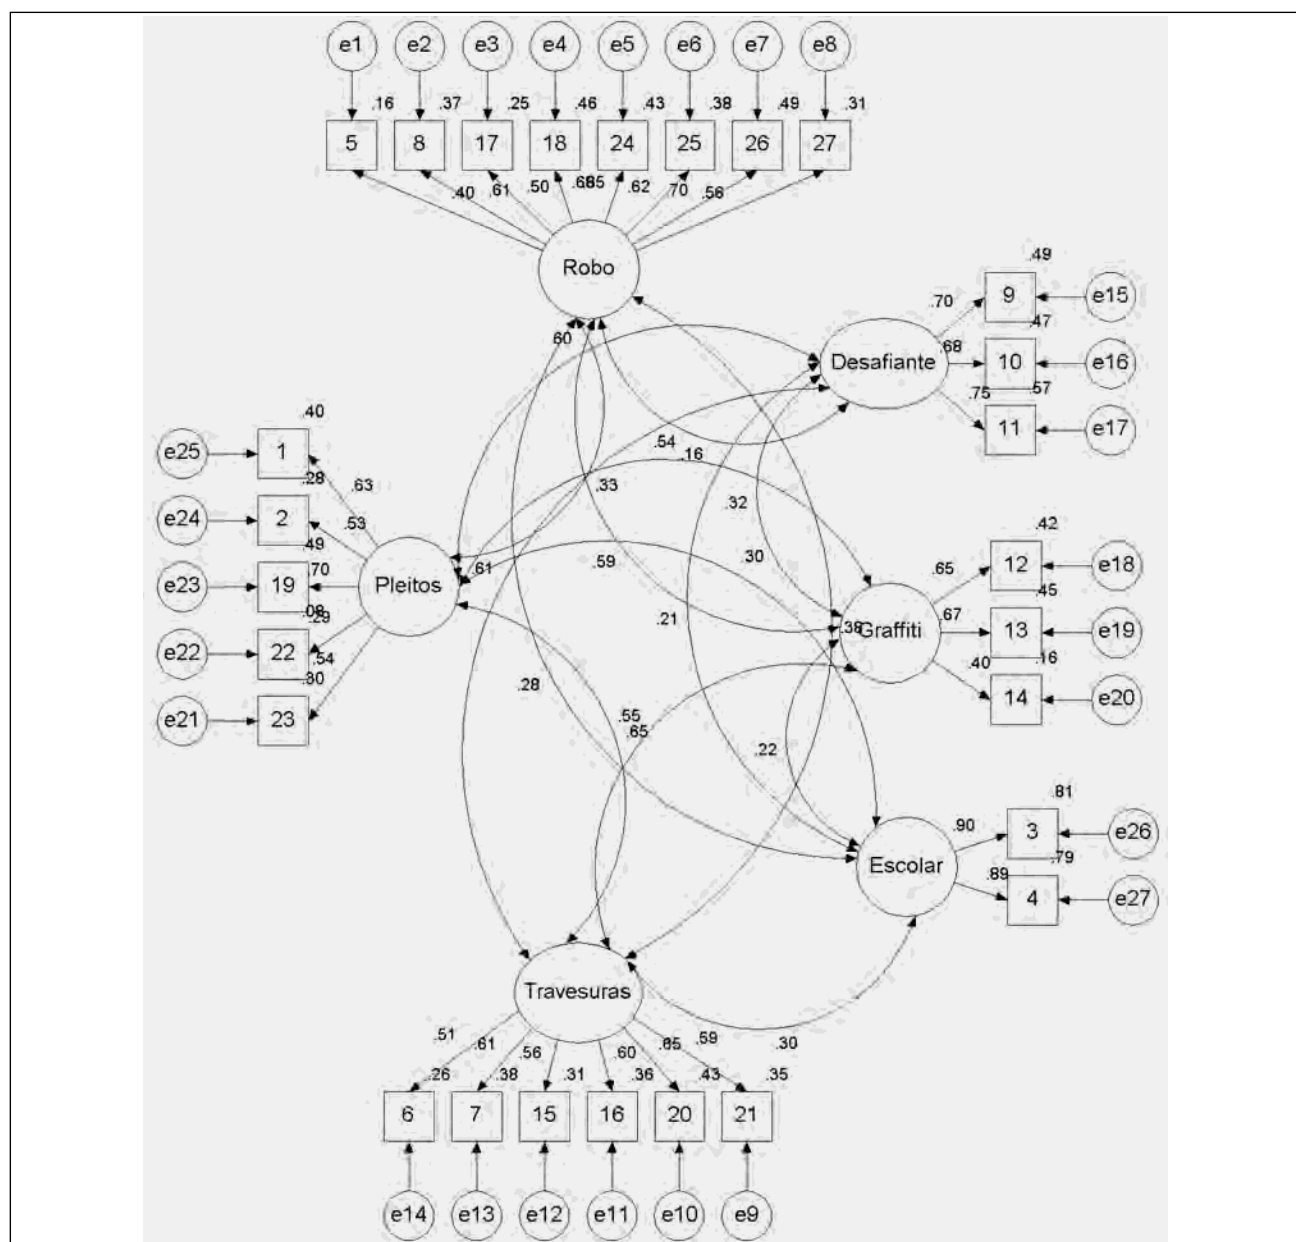 e1 e2 e3 e4 e5 e6 e7 e8
.16 .37 .25 .46 .43 .38 .49 .31
5 8 17 18 24 25 26 27
.40 .61 .50 .65 .62 .70 .56
Robo
.49
.70 9 e15
.47
.60
.68
Desafiante 10 e16
.75 .57
11 e17
.40
e25 1
.54
.16
.28 .63 .33 .32
e24 2 .53
.42
.49
.30
.59
.65 12 e18
e23 19 .70 Pleitos .61
.45
.08
.29
.21 .38 Graffiti .67 13 e19
e22 22 .54
.16
.30
.28
.40
14 e20
e21 23
.55
.65
.22
.81
.90 3 e26
.79
Escolar .89
4 e27
Travesuras
.51 .61 .56 .60 .65 .59 .30
.26 .38 .31 .36 .43 .35
6 7 15 16 20 21
e14 e13 e12 e11 e10 e9